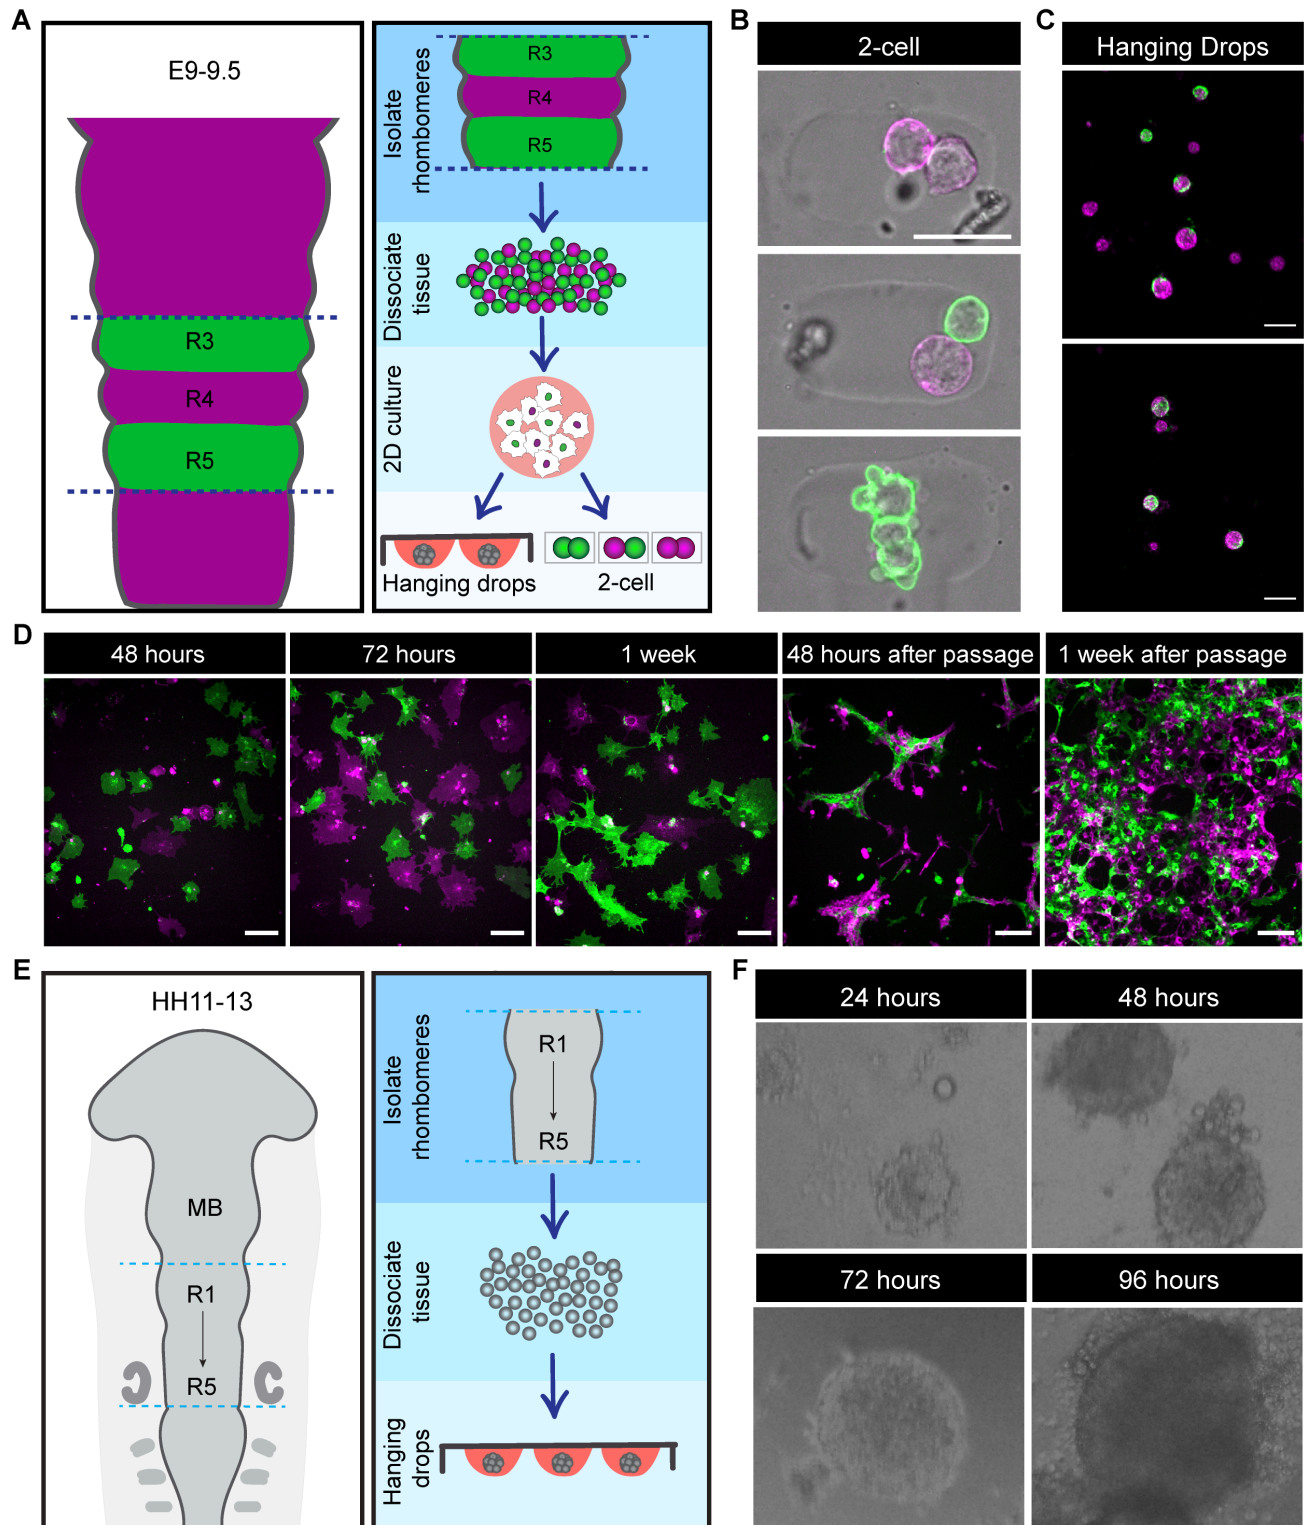 A
E9-9.5
R3
R4
R5
Isolate
rhombomeres
R3
R4
R5
Dissociate
tissue
2D culture
Hanging drops
2-cell
B
2-cell
C
Hanging Drops
D
48 hours
72 hours
1 week
48 hours after passage
1 week after passage
E
HH11-13
MB
R1
R5
Isolate
rhombomeres
R1
R5
Dissociate
tissue
Hanging
drops
F
24 hours
48 hours
72 hours
96 hours